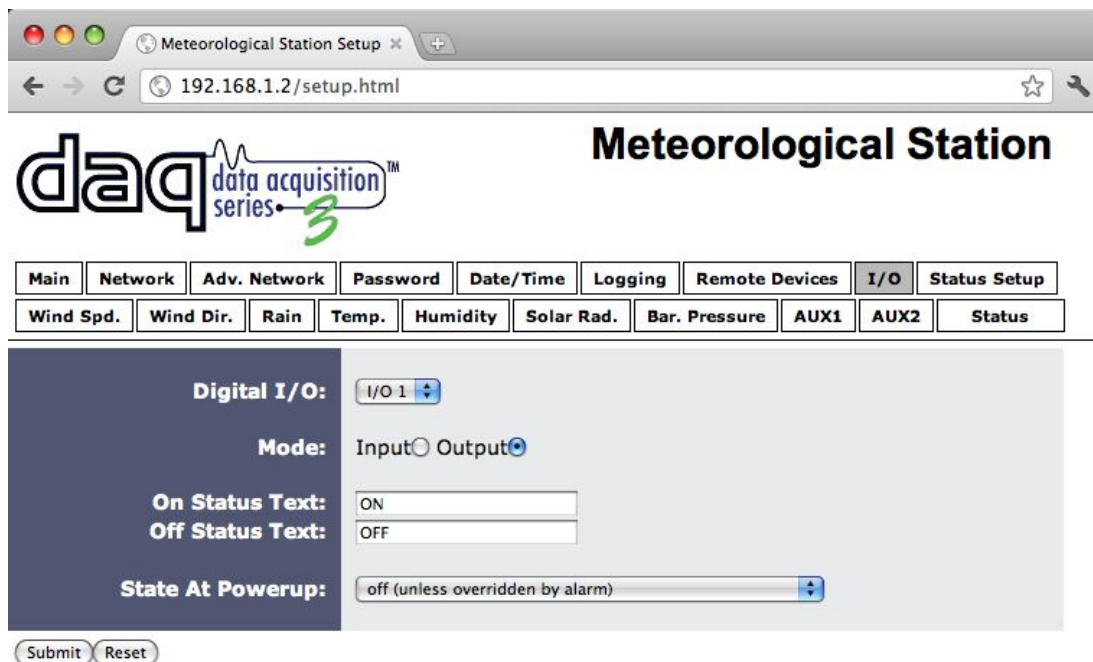 Meteorological Station Setup
192.168.1.2/setup.html
daq data acquisition™
series 3
Meteorological Station
Main Network Adv. Network Password Date/Time Logging Remote Devices I/O Status Setup
Wind Spd. Wind Dir. Rain Temp. Humidity Solar Rad. Bar. Pressure AUX1 AUX2 Status
Digital I/O: I/O 1
Mode: Input Output
On Status Text: ON
Off Status Text: OFF
State At Powerup: off (unless overridden by alarm)
Submit Reset